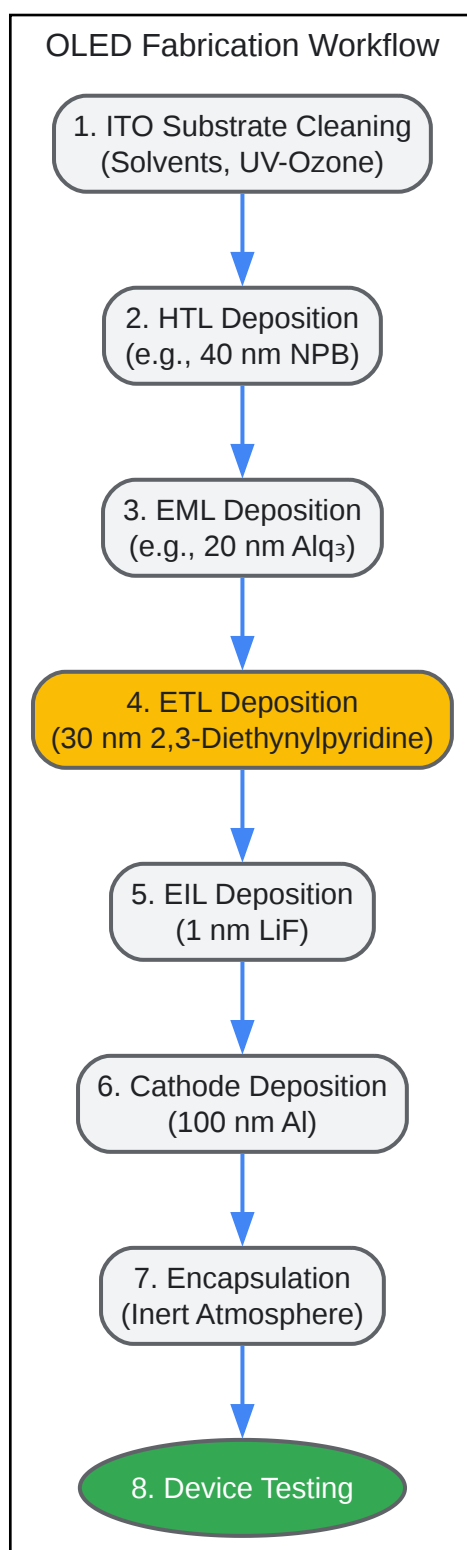 OLED Fabrication Workflow
1. ITO Substrate Cleaning
(Solvents, UV-Ozone)
2. HTL Deposition
(e.g., 40 nm NPB)
3. EML Deposition
(e.g., 20 nm Alq₃)
4. ETL Deposition
(30 nm 2,3-Diethynylpyridine)
5. EIL Deposition
(1 nm LiF)
6. Cathode Deposition
(100 nm Al)
7. Encapsulation
(Inert Atmosphere)
8. Device Testing